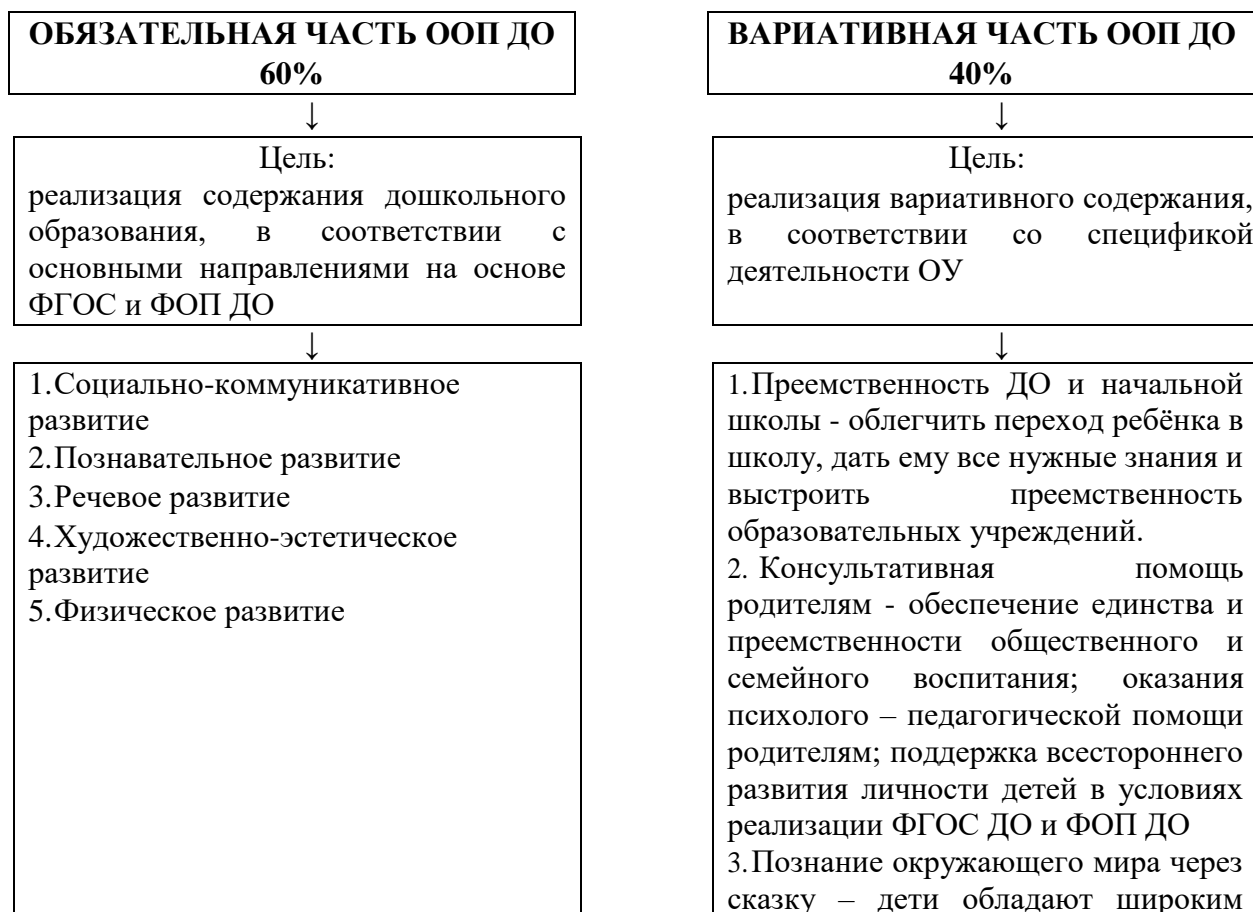 ОБЯЗАТЕЛЬНАЯ ЧАСТЬ ООП ДО
60%
↓
Цель:
реализация содержания дошкольного
образования, в соответствии с
основными направлениями на основе
ФГОС и ФОП ДО
↓
1.Социально-коммуникативное
развитие
2.Познавательное развитие
3.Речевое развитие
4.Художественно-эстетическое
развитие
5.Физическое развитие
ВАРИАТИВНАЯ ЧАСТЬ ООП ДО
40%
↓
Цель:
реализация вариативного содержания,
в соответствии со спецификой
деятельности ОУ
↓
1.Преемственность ДО и начальной
школы - облегчить переход ребёнка в
школу, дать ему все нужные знания и
выстроить преемственность
образовательных учреждений.
2. Консультативная помощь
родителям - обеспечение единства и
преемственности общественного и
семейного воспитания; оказания
психолого – педагогической помощи
родителям; поддержка всестороннего
развития личности детей в условиях
реализации ФГОС ДО и ФОП ДО
3.Познание окружающего мира через
сказку – дети обладают широким